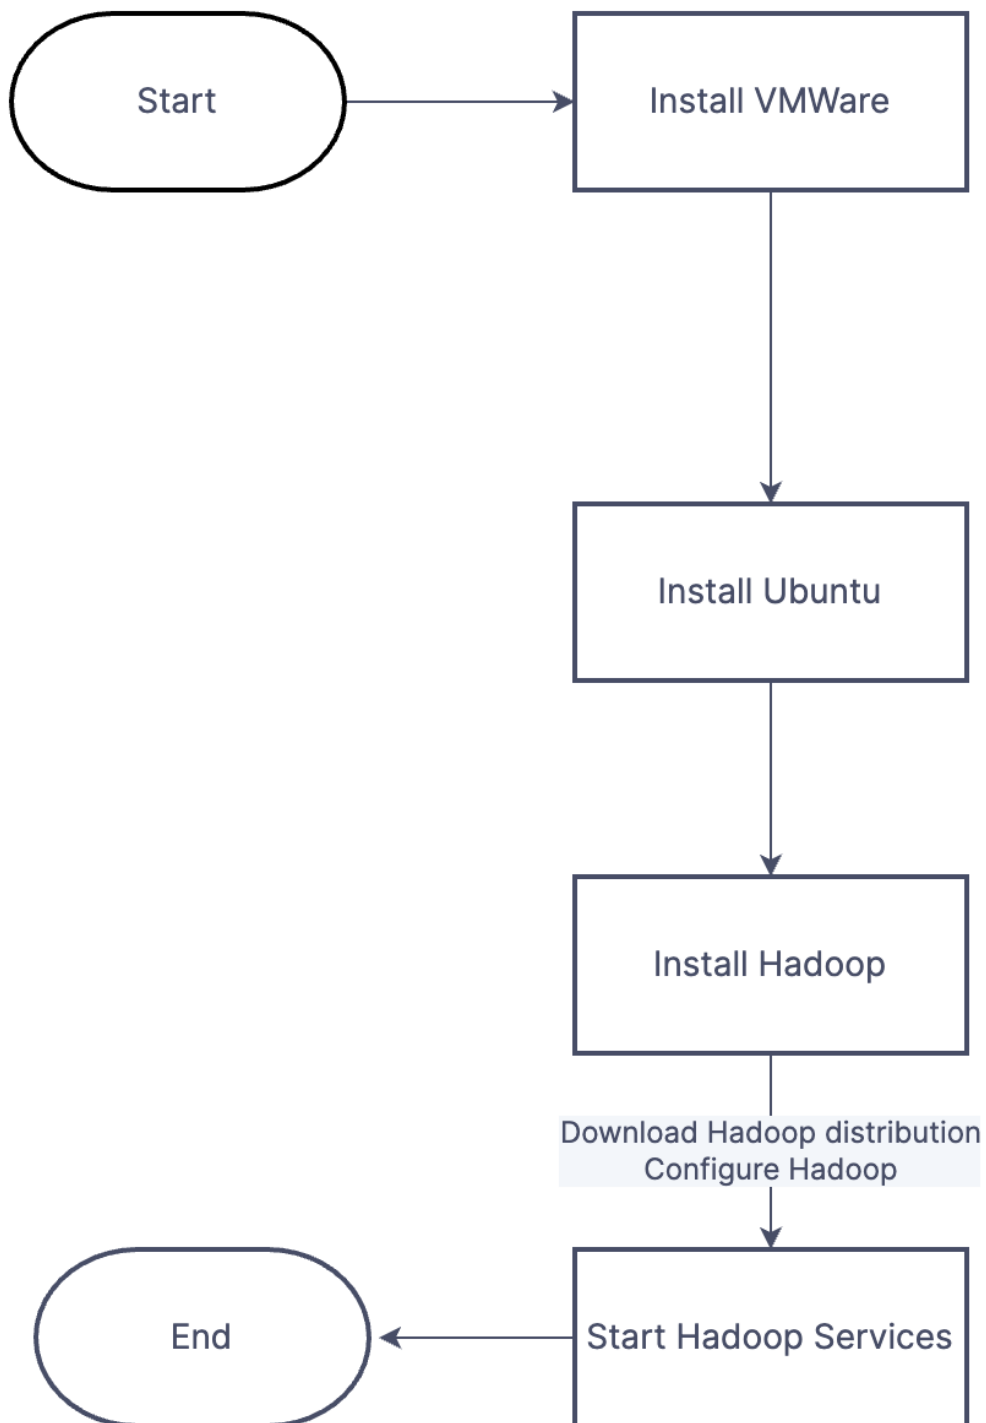 Start
Install VMWare
Install Ubuntu
Install Hadoop
Download Hadoop distribution
Configure Hadoop
Start Hadoop Services
End